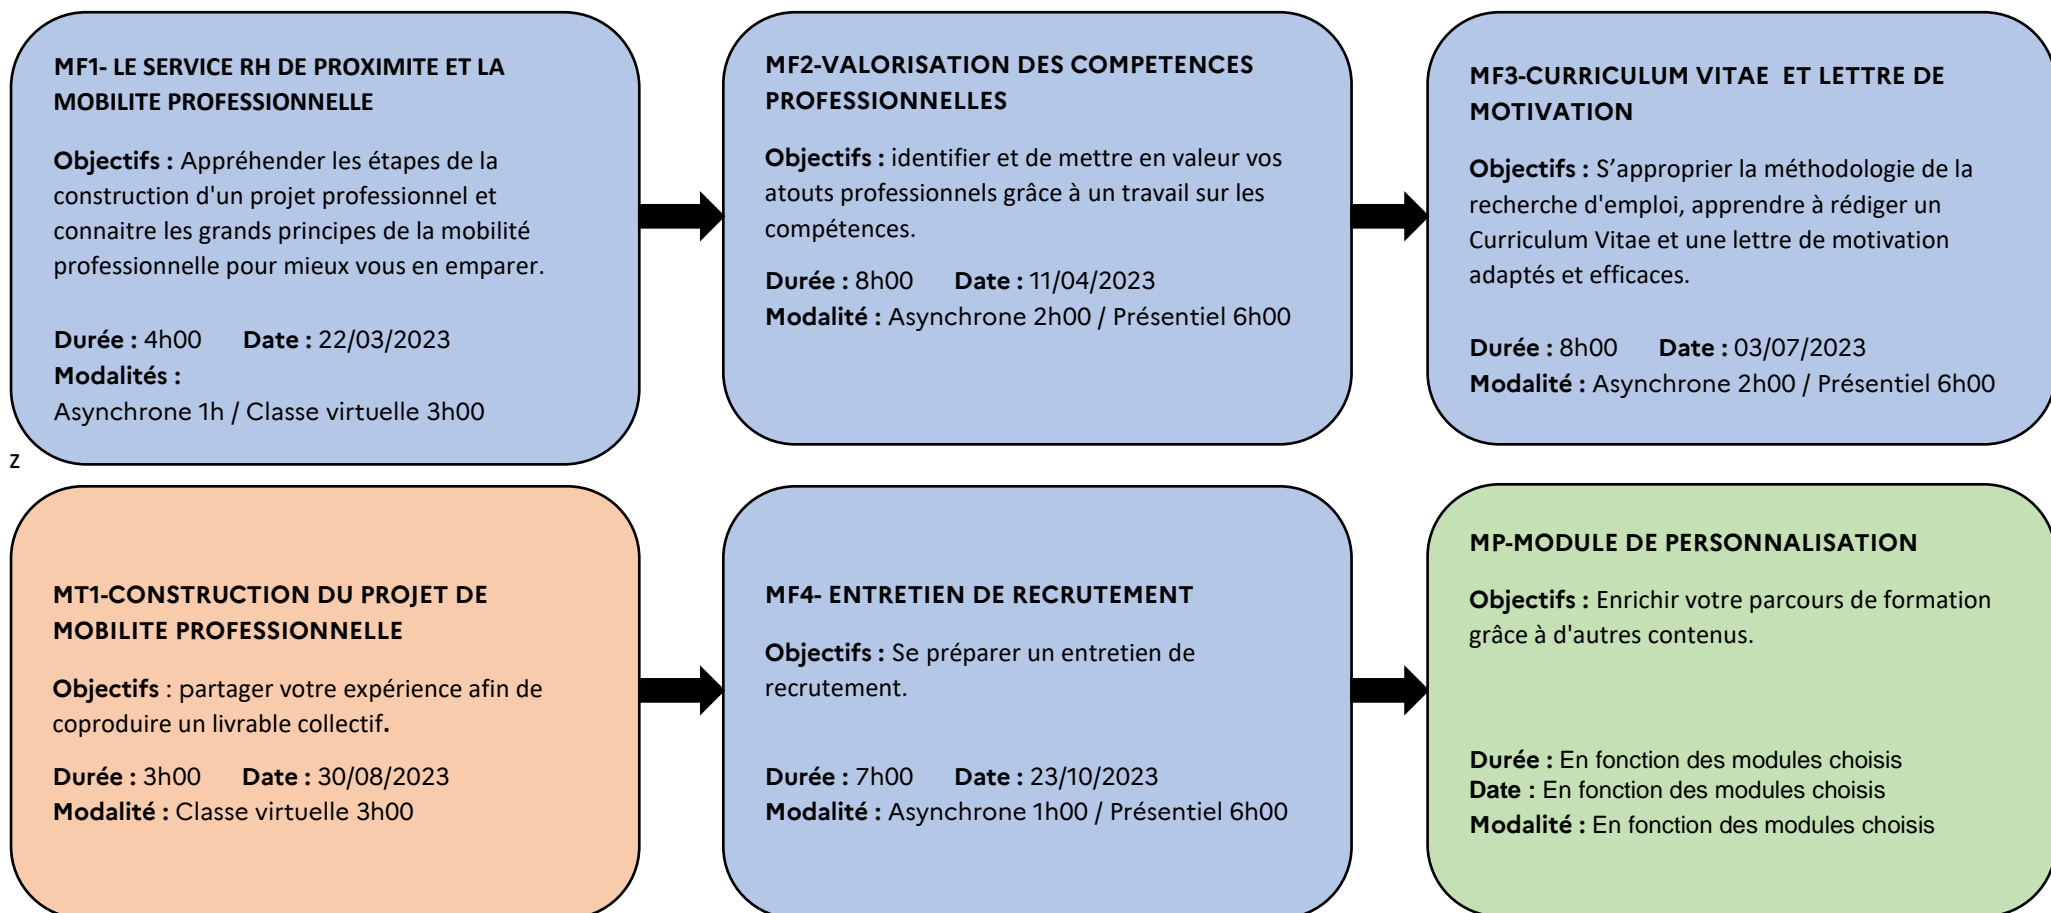 MF1- LE SERVICE RH DE PROXIMITE ET LA
MOBILITE PROFESSIONNELLE
Objectifs : Appréhender les étapes de la
construction d'un projet professionnel et
connaitre les grands principes de la mobilité
professionnelle pour mieux vous en emparer.
Durée : 4h00 Date : 22/03/2023
Modalités :
Asynchrone 1h / Classe virtuelle 3h00
MF2-VALORISATION DES COMPETENCES
PROFESSIONNELLES
Objectifs : identifier et de mettre en valeur vos
atouts professionnels grâce à un travail sur les
compétences.
Durée : 8h00 Date : 11/04/2023
Modalité : Asynchrone 2h00 / Présentiel 6h00
MF3-CURRICULUM VITAE ET LETTRE DE
MOTIVATION
Objectifs : S’approprier la méthodologie de la
recherche d'emploi, apprendre à rédiger un
Curriculum Vitae et une lettre de motivation
adaptés et efficaces.
Durée : 8h00 Date : 03/07/2023
Modalité : Asynchrone 2h00 / Présentiel 6h00
z
MT1-CONSTRUCTION DU PROJET DE
MOBILITE PROFESSIONNELLE
Objectifs : partager votre expérience afin de
coproduire un livrable collectif.
Durée : 3h00 Date : 30/08/2023
Modalité : Classe virtuelle 3h00
MF4- ENTRETIEN DE RECRUTEMENT
Objectifs : Se préparer un entretien de
recrutement.
Durée : 7h00 Date : 23/10/2023
Modalité : Asynchrone 1h00 / Présentiel 6h00
MP-MODULE DE PERSONNALISATION
Objectifs : Enrichir votre parcours de formation
grâce à d'autres contenus.
Durée : En fonction des modules choisis
Date : En fonction des modules choisis
Modalité : En fonction des modules choisis